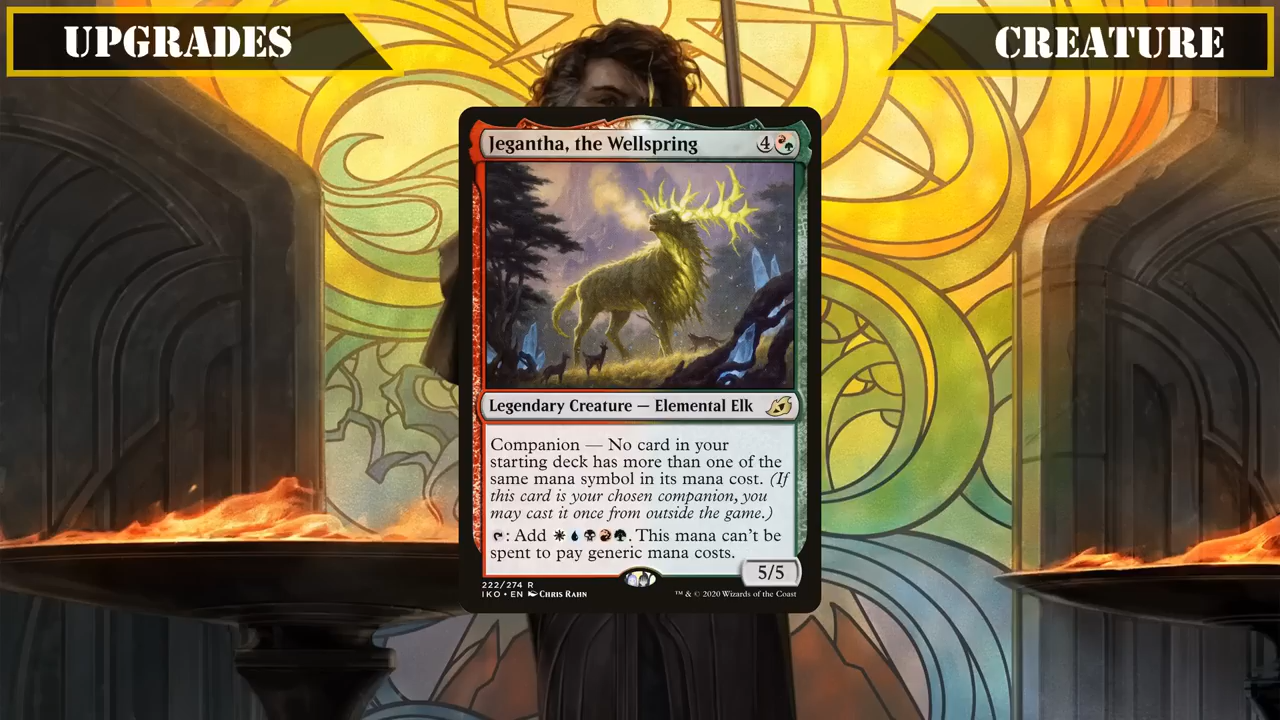 UPGRADES
CREATURE
Jegantha, the Wellspring 4
Legendary Creature — Elemental Elk
Companion — No card in your
starting deck has more than one of the
same mana symbol in its mana cost. (If
this card is your chosen companion, you
may cast it once from outside the game.)
: Add . This mana can't be
spent to pay generic mana costs.
5/5
222/274 R
IKO • EN Chris Rahn
™ & © 2020 Wizards of the Coast